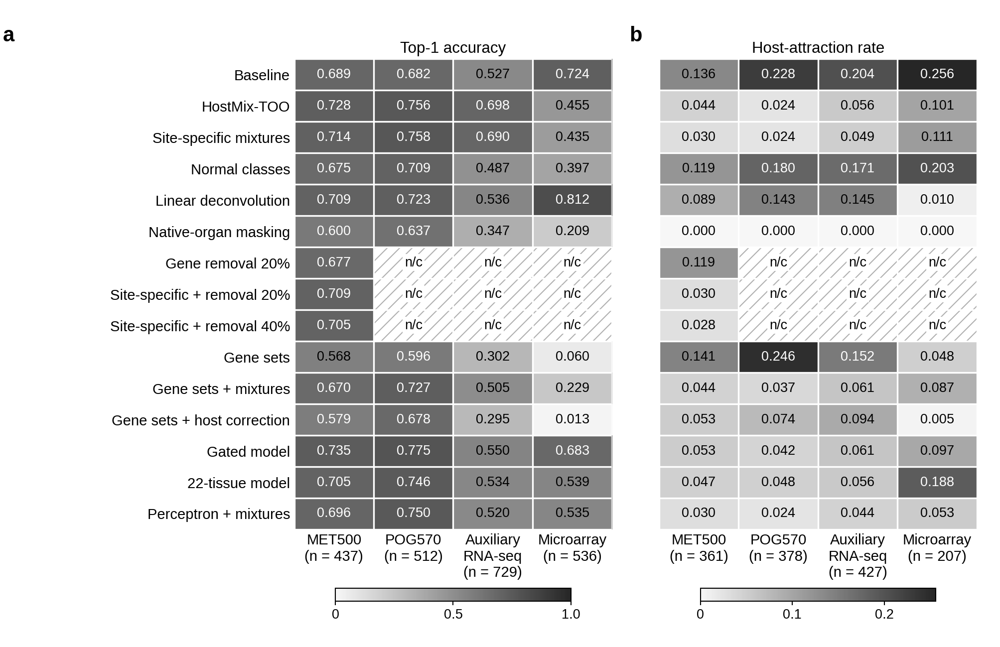 a
b
Top-1 accuracy
Host-attraction rate
Baseline 0.689 0.682 0.527 0.724 0.136 0.228 0.204 0.256
HostMix-TOO 0.728 0.756 0.698 0.455 0.044 0.024 0.056 0.101
Site-specific mixtures 0.714 0.758 0.690 0.435 0.030 0.024 0.049 0.111
Normal classes 0.675 0.709 0.487 0.397 0.119 0.180 0.171 0.203
Linear deconvolution 0.709 0.723 0.536 0.812 0.089 0.143 0.145 0.010
Native-organ masking 0.600 0.637 0.347 0.209 0.000 0.000 0.000 0.000
Gene removal 20% 0.677 n/c n/c n/c 0.119 n/c n/c n/c
Site-specific + removal 20% 0.709 n/c n/c n/c 0.030 n/c n/c n/c
Site-specific + removal 40% 0.705 n/c n/c n/c 0.028 n/c n/c n/c
Gene sets 0.568 0.596 0.302 0.060 0.141 0.246 0.152 0.048
Gene sets + mixtures 0.670 0.727 0.505 0.229 0.044 0.037 0.061 0.087
Gene sets + host correction 0.579 0.678 0.295 0.013 0.053 0.074 0.094 0.005
Gated model 0.735 0.775 0.550 0.683 0.053 0.042 0.061 0.097
22-tissue model 0.705 0.746 0.534 0.539 0.047 0.048 0.056 0.188
Perceptron + mixtures 0.696 0.750 0.520 0.535 0.030 0.024 0.044 0.053
MET500 POG570 Auxiliary Microarray MET500 POG570 Auxiliary Microarray
(n = 437) (n = 512) RNA-seq (n = 536) (n = 361) (n = 378) RNA-seq (n = 207)
(n = 729) (n = 427)
0 0.5 1.0 0 0.1 0.2